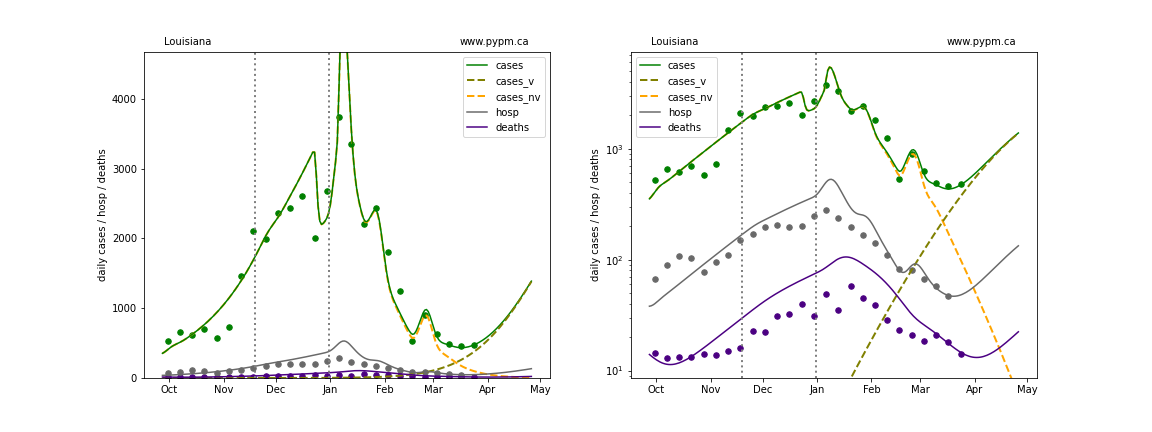 Louisiana
www.pypm.ca
cases
cases_v
cases_nv
hosp
deaths
daily cases / hosp / deaths
4000
3000
2000
1000
0
Oct
Nov
Dec
Jan
Feb
Mar
Apr
May
Louisiana
www.pypm.ca
cases
cases_v
cases_nv
hosp
deaths
daily cases / hosp / deaths
10³
10²
10¹
Oct
Nov
Dec
Jan
Feb
Mar
Apr
May